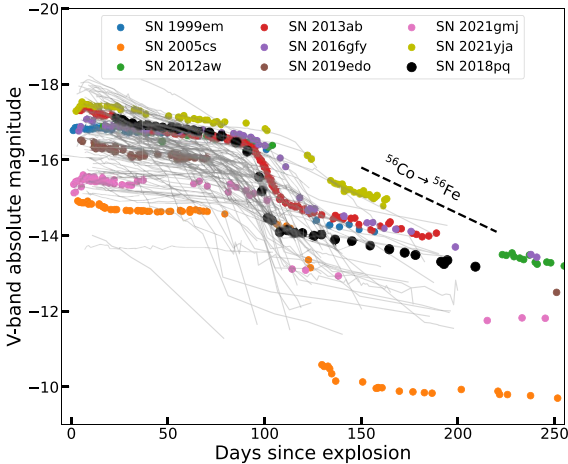 −20
−18
−16
−14
−12
−10
V-band absolute magnitude
SN 1999em SN 2013ab SN 2021gmj
SN 2005cs SN 2016gfy SN 2021yja
SN 2012aw SN 2019edo SN 2018pq
⁵⁶Co → ⁵⁶Fe
0 50 100 150 200 250
Days since explosion